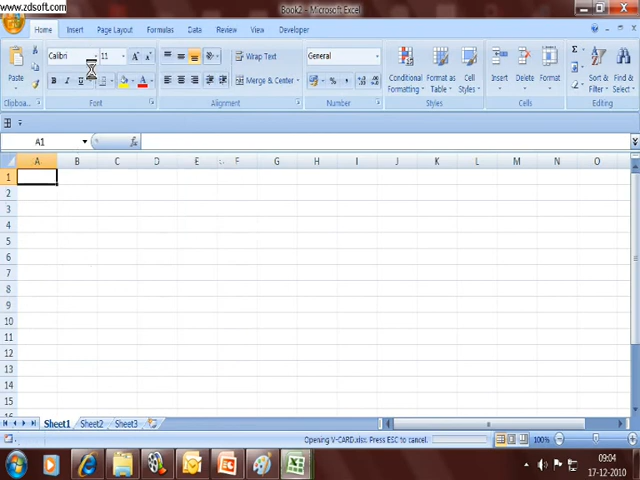 www.zdsoft.com
Book2 - Microsoft Excel
Home Insert Page Layout Formulas Data Review View Developer
Calibri 11 Wrap Text General
Paste B I U A Merge & Center % Conditional Formatting Format as Table Cell Styles Insert Delete Format Sort & Filter Find & Select
Clipboard... Font Alignment Number Styles Cells Editing
A1 fx
A B C D E F G H I J K L M N O
1
2
3
4
5
6
7
8
9
10
11
12
13
14
15
Sheet1 Sheet2 Sheet3
Opening V-CARD.xlsx. Press ESC to cancel. 100%
09:04
17-12-2010